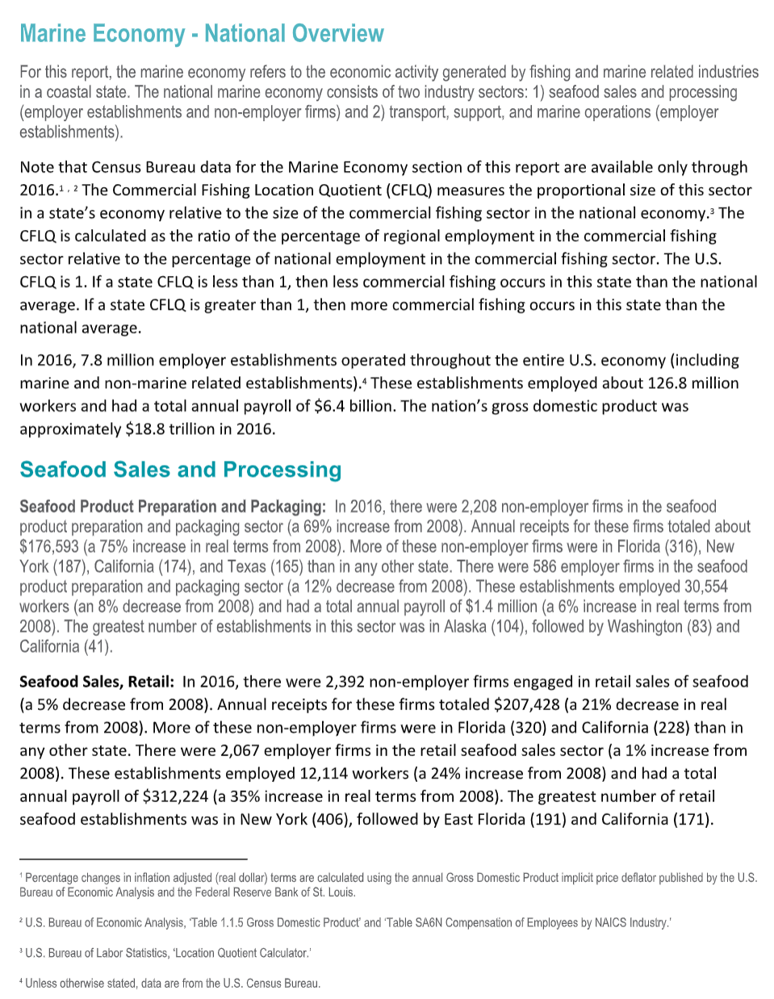 Marine Economy - National Overview
For this report, the marine economy refers to the economic activity generated by fishing and marine related industries
in a coastal state. The national marine economy consists of two industry sectors: 1) seafood sales and processing
(employer establishments and non-employer firms) and 2) transport, support, and marine operations (employer
establishments).
Note that Census Bureau data for the Marine Economy section of this report are available only through
2016.¹ ‚ ² The Commercial Fishing Location Quotient (CFLQ) measures the proportional size of this sector
in a state’s economy relative to the size of the commercial fishing sector in the national economy.³ The
CFLQ is calculated as the ratio of the percentage of regional employment in the commercial fishing
sector relative to the percentage of national employment in the commercial fishing sector. The U.S.
CFLQ is 1. If a state CFLQ is less than 1, then less commercial fishing occurs in this state than the national
average. If a state CFLQ is greater than 1, then more commercial fishing occurs in this state than the
national average.
In 2016, 7.8 million employer establishments operated throughout the entire U.S. economy (including
marine and non-marine related establishments).⁴ These establishments employed about 126.8 million
workers and had a total annual payroll of $6.4 billion. The nation’s gross domestic product was
approximately $18.8 trillion in 2016.
Seafood Sales and Processing
Seafood Product Preparation and Packaging: In 2016, there were 2,208 non-employer firms in the seafood
product preparation and packaging sector (a 69% increase from 2008). Annual receipts for these firms totaled about
$176,593 (a 75% increase in real terms from 2008). More of these non-employer firms were in Florida (316), New
York (187), California (174), and Texas (165) than in any other state. There were 586 employer firms in the seafood
product preparation and packaging sector (a 12% decrease from 2008). These establishments employed 30,554
workers (an 8% decrease from 2008) and had a total annual payroll of $1.4 million (a 6% increase in real terms from
2008). The greatest number of establishments in this sector was in Alaska (104), followed by Washington (83) and
California (41).
Seafood Sales, Retail: In 2016, there were 2,392 non-employer firms engaged in retail sales of seafood
(a 5% decrease from 2008). Annual receipts for these firms totaled $207,428 (a 21% decrease in real
terms from 2008). More of these non-employer firms were in Florida (320) and California (228) than in
any other state. There were 2,067 employer firms in the retail seafood sales sector (a 1% increase from
2008). These establishments employed 12,114 workers (a 24% increase from 2008) and had a total
annual payroll of $312,224 (a 35% increase in real terms from 2008). The greatest number of retail
seafood establishments was in New York (406), followed by East Florida (191) and California (171).
¹ Percentage changes in inflation adjusted (real dollar) terms are calculated using the annual Gross Domestic Product implicit price deflator published by the U.S.
Bureau of Economic Analysis and the Federal Reserve Bank of St. Louis.
² U.S. Bureau of Economic Analysis, ‘Table 1.1.5 Gross Domestic Product’ and ‘Table SA6N Compensation of Employees by NAICS Industry.’
³ U.S. Bureau of Labor Statistics, ‘Location Quotient Calculator.’
⁴ Unless otherwise stated, data are from the U.S. Census Bureau.